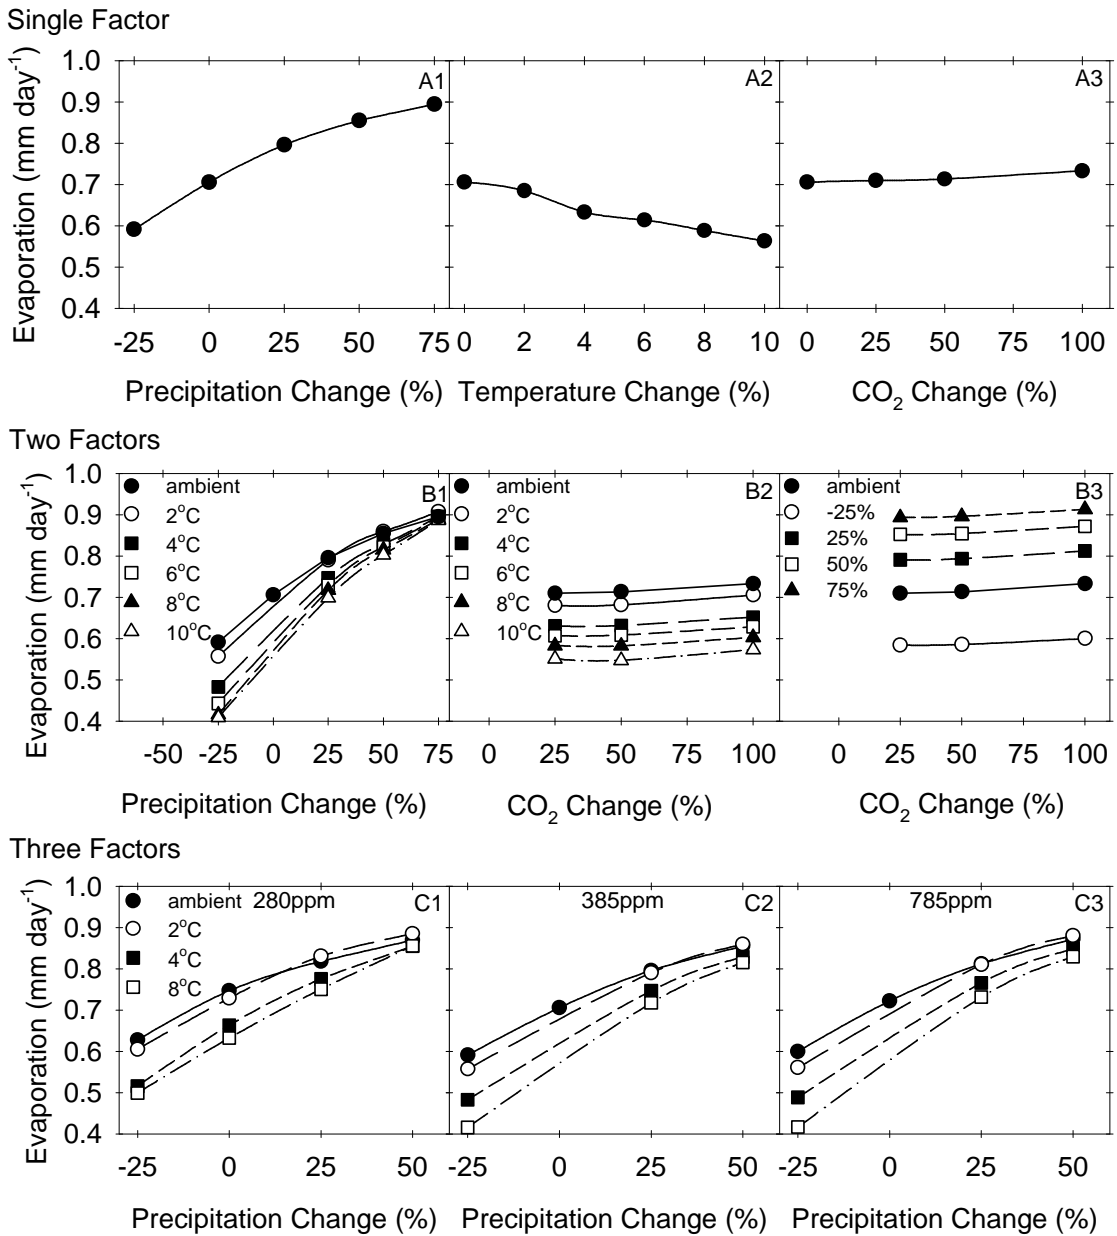 Single Factor
Evaporation (mm day-1)
1.0
0.9
0.8
0.7
0.6
0.5
0.4
A1
A2
A3
-25 0 25 50 75
0 2 4 6 8 10
0 25 50 75 100
Precipitation Change (%)
Temperature Change (%)
CO2 Change (%)
Two Factors
Evaporation (mm day-1)
1.0
0.9
0.8
0.7
0.6
0.5
0.4
B1
ambient
2oC
4oC
6oC
8oC
10oC
B2
ambient
2oC
4oC
6oC
8oC
10oC
B3
ambient
-25%
25%
50%
75%
-50 -25 0 25 50 75
0 25 50 75 100
0 25 50 75 100
Precipitation Change (%)
CO2 Change (%)
CO2 Change (%)
Three Factors
Evaporation (mm day-1)
1.0
0.9
0.8
0.7
0.6
0.5
0.4
280ppm
C1
ambient
2oC
4oC
8oC
385ppm
C2
785ppm
C3
-25 0 25 50
-25 0 25 50
-25 0 25 50
Precipitation Change (%)
Precipitation Change (%)
Precipitation Change (%)